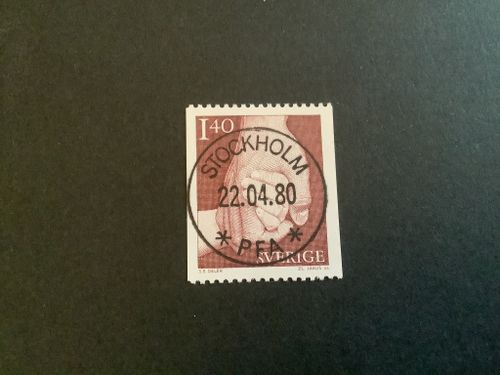 1.40
STOCKHOLM
22.04.80
* PFA *
SVERIGE